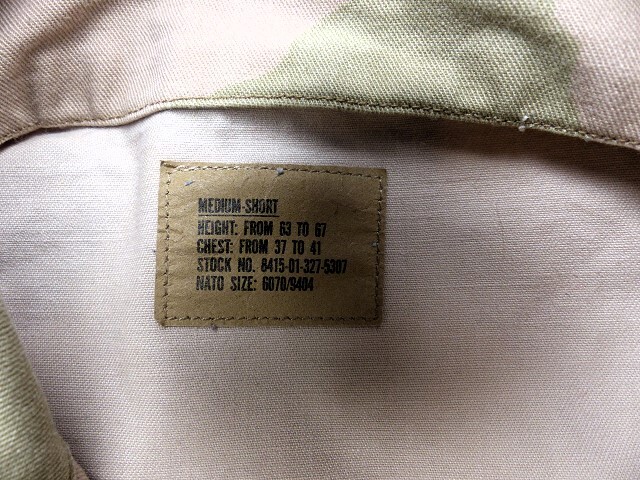 MEDIUM-SHORT
HEIGHT: FROM 63 TO 67
CHEST: FROM 37 TO 41
STOCK NO. 8415-01-327-5307
NATO SIZE: 6070/9404